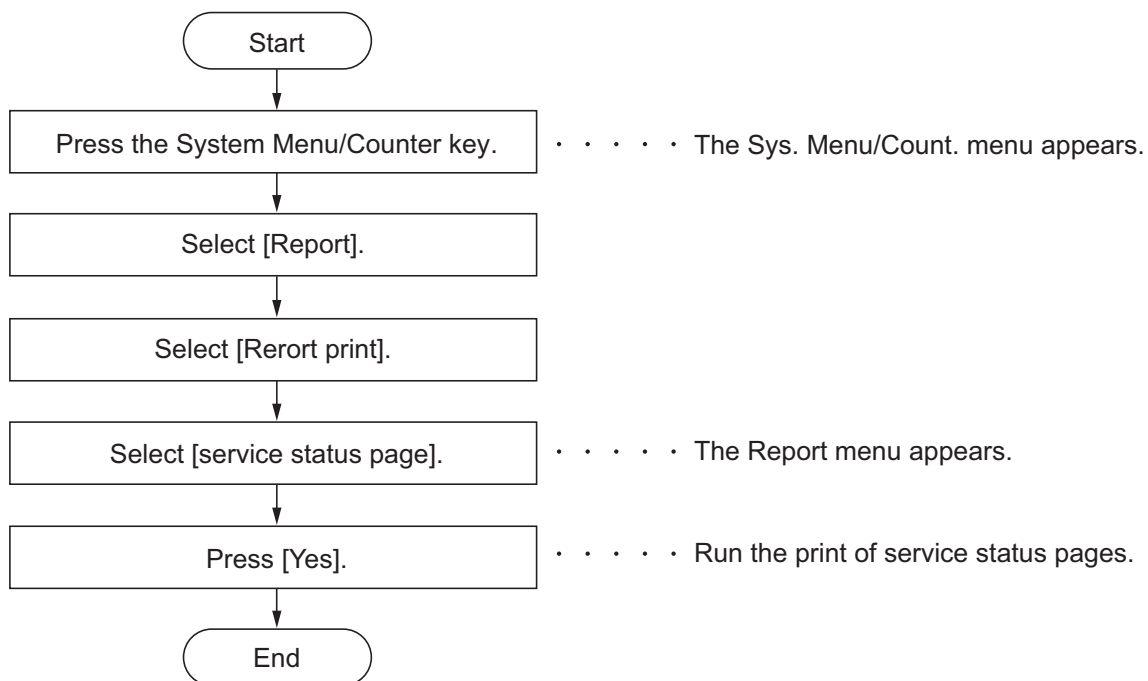 Start
Press the System Menu/Counter key. · · · · · The Sys. Menu/Count. menu appears.
Select [Report].
Select [Rerort print].
Select [service status page]. · · · · · The Report menu appears.
Press [Yes]. · · · · · Run the print of service status pages.
End